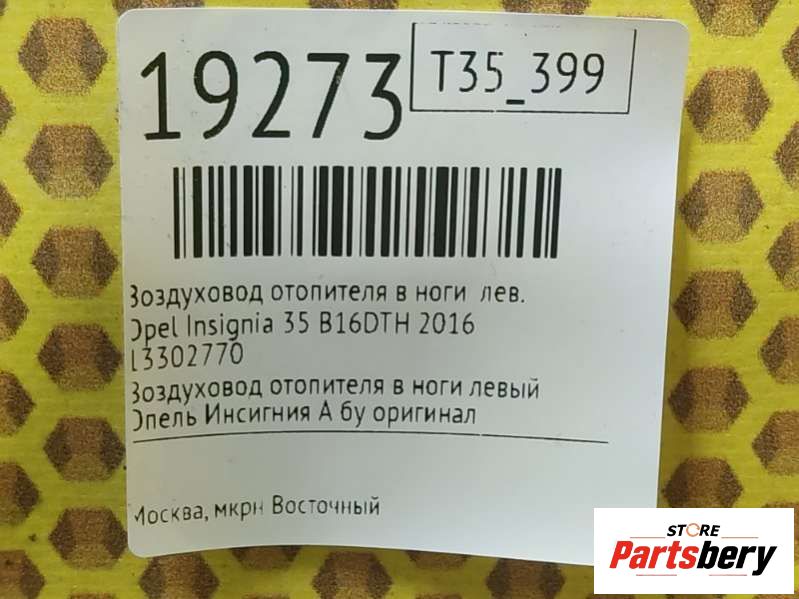 19273
T35_399
Воздуховод отопителя в ноги лев.
Opel Insignia 35 B16DTH 2016
13302770
Воздуховод отопителя в ноги левый
Опель Инсигния А бу оригинал
Москва, мкрн Восточный
STORE
Partsbery